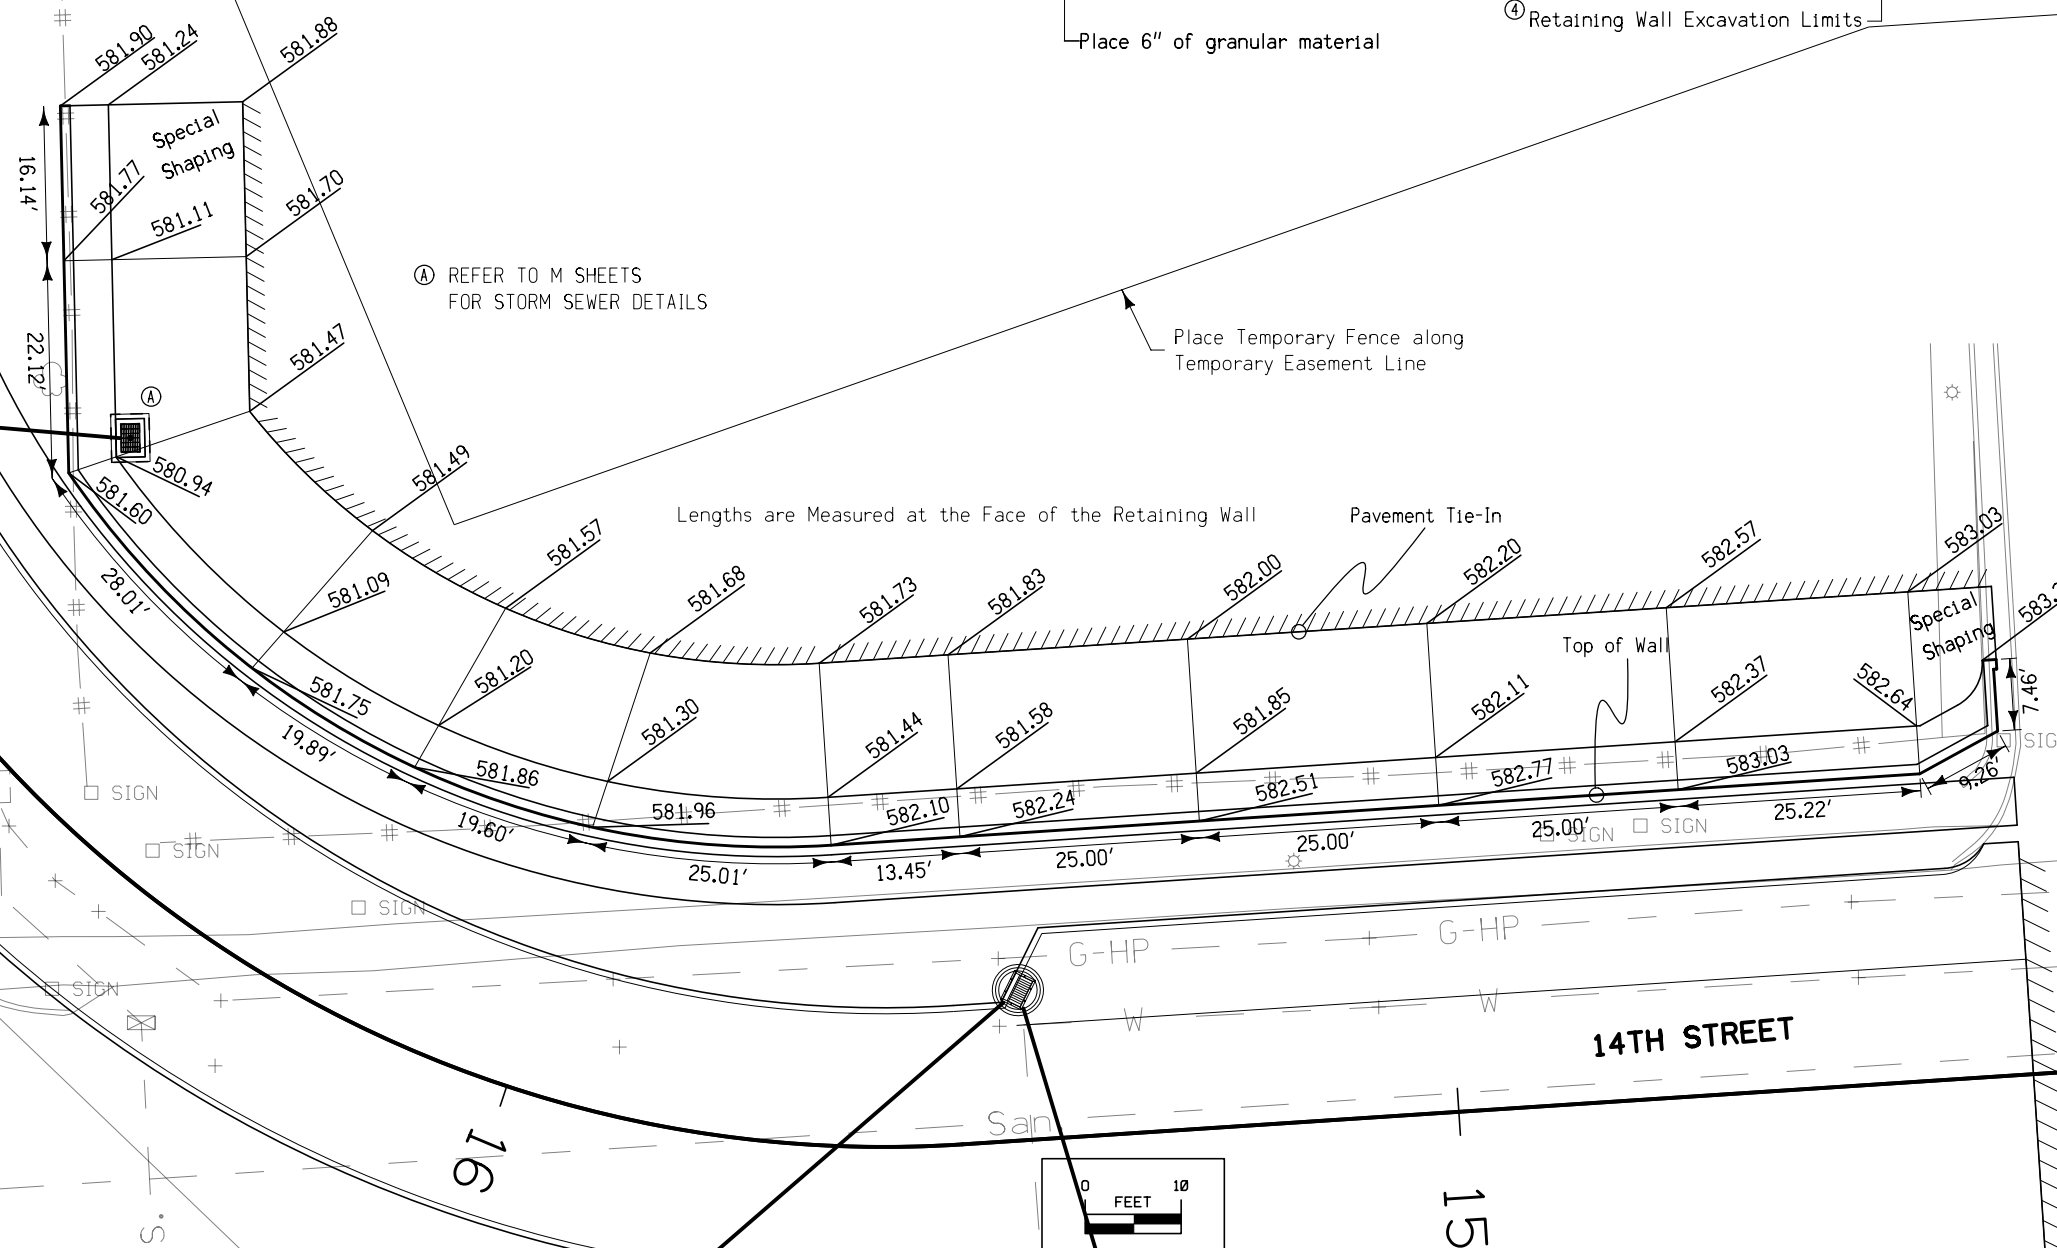 Place 6" of granular material
4 Retaining Wall Excavation Limits
581.90
581.24
581.88
Special
Shaping
16.14'
581.77
581.11
581.70
A REFER TO M SHEETS
FOR STORM SEWER DETAILS
22.12'
581.47
Place Temporary Fence along
Temporary Easement Line
A
580.94
581.60
581.49
Lengths are Measured at the Face of the Retaining Wall
Pavement Tie-In
581.57
581.68
581.73
581.83
582.00
582.20
582.57
583.03
28.01'
581.09
Special
Shaping
Top of Wall
581.75
581.20
581.30
581.44
581.58
581.85
582.11
582.37
582.64
7.46'
19.89'
581.86
581.96
582.10
582.24
582.51
582.77
583.03
9.26'
SIGN
SIGN
SIGN
SIGN
SIGN
SIGN
19.60'
25.01'
13.45'
25.00'
25.00'
25.00'
25.22'
G-HP
G-HP
W
W
14TH STREET
San
16
15
S.
0 10
FEET